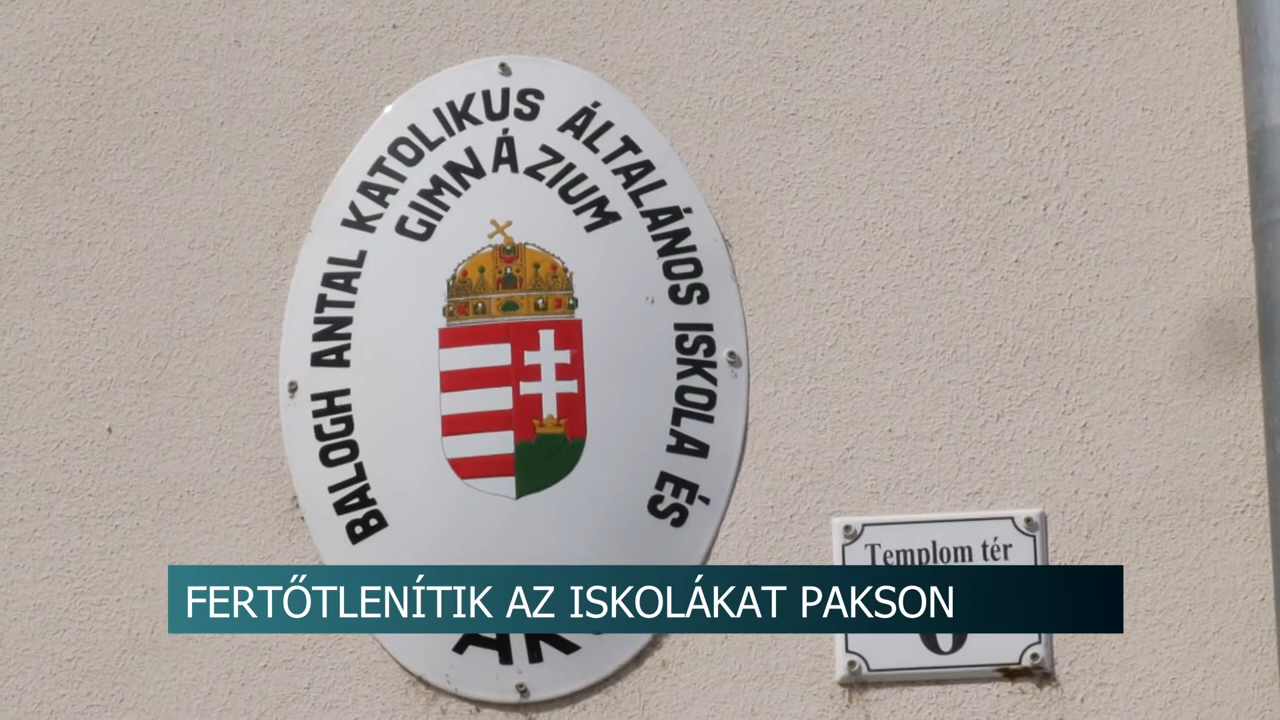 BALOGH ANTAL KATOLIKUS ÁLTALÁNOS ISKOLA ÉS
GIMNÁZIUM
Templom tér
FERTŐTLENÍTIK AZ ISKOLÁKAT PAKSON